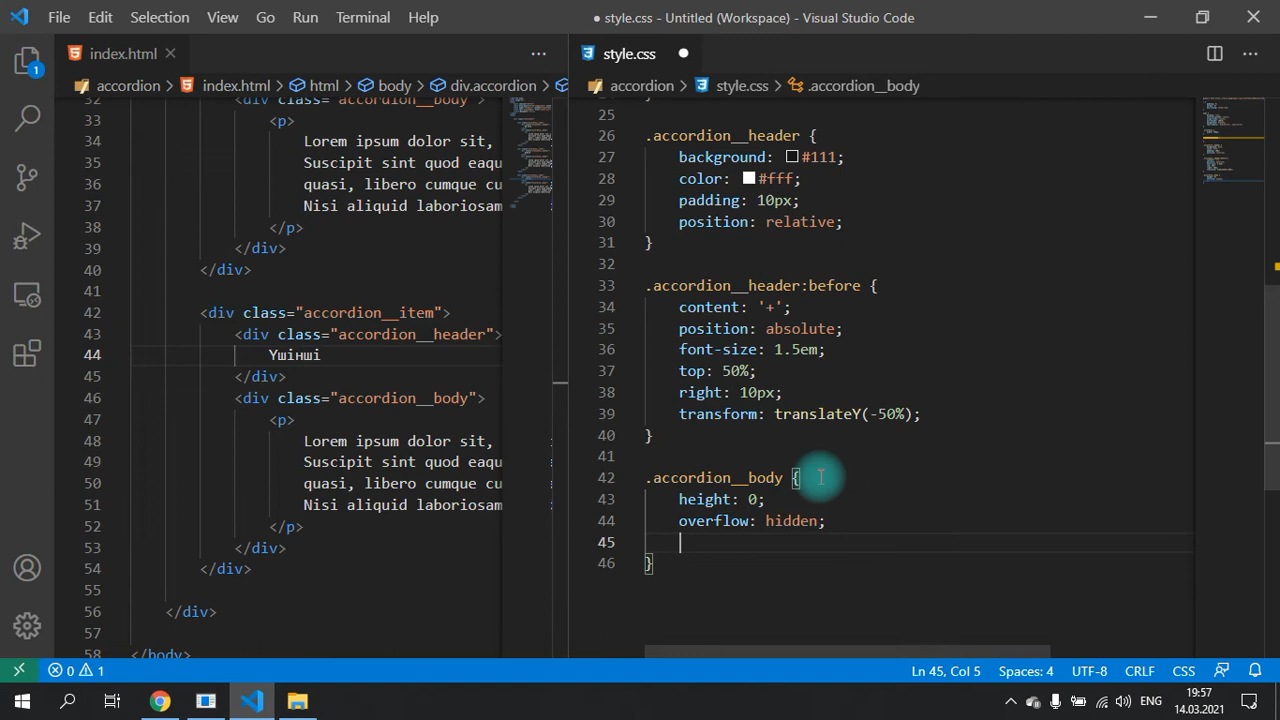 File Edit Selection View Go Run Terminal Help
● style.css - Untitled (Workspace) - Visual Studio Code
index.html
style.css
accordion > index.html > html > body > div.accordion >
accordion > style.css > .accordion__body
32 <div class="accordion__body">
33 <p>
34 Lorem ipsum dolor sit,
35 Suscipit sint quod eaqu
36 quasi, libero cumque cu
37 Nisi aliquid laboriosam
38 </p>
39 </div>
40 </div>
41
42 <div class="accordion__item">
43 <div class="accordion__header">
44 Үшінші
45 </div>
46 <div class="accordion__body">
47 <p>
48 Lorem ipsum dolor sit,
49 Suscipit sint quod eaqu
50 quasi, libero cumque cu
51 Nisi aliquid laboriosam
52 </p>
53 </div>
54 </div>
55
56 </div>
57
58 </body>
25
26 .accordion__header {
27 background: #111;
28 color: #fff;
29 padding: 10px;
30 position: relative;
31 }
32
33 .accordion__header:before {
34 content: '+';
35 position: absolute;
36 font-size: 1.5em;
37 top: 50%;
38 right: 10px;
39 transform: translateY(-50%);
40 }
41
42 .accordion__body {
43 height: 0;
44 overflow: hidden;
45
46 }
1
0 1
Ln 45, Col 5 Spaces: 4 UTF-8 CRLF CSS
ENG
19:57
14.03.2021